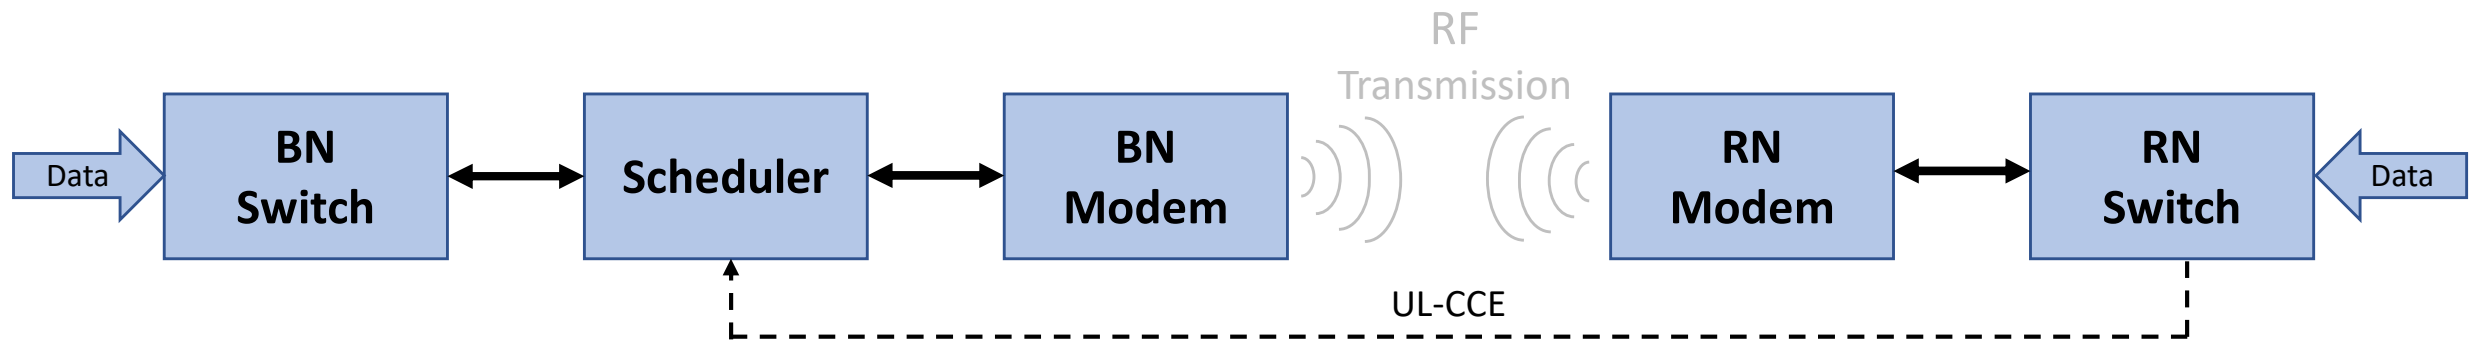 RF
Transmission
Data
BN
Switch
Scheduler
BN
Modem
RN
Modem
RN
Switch
Data
UL-CCE